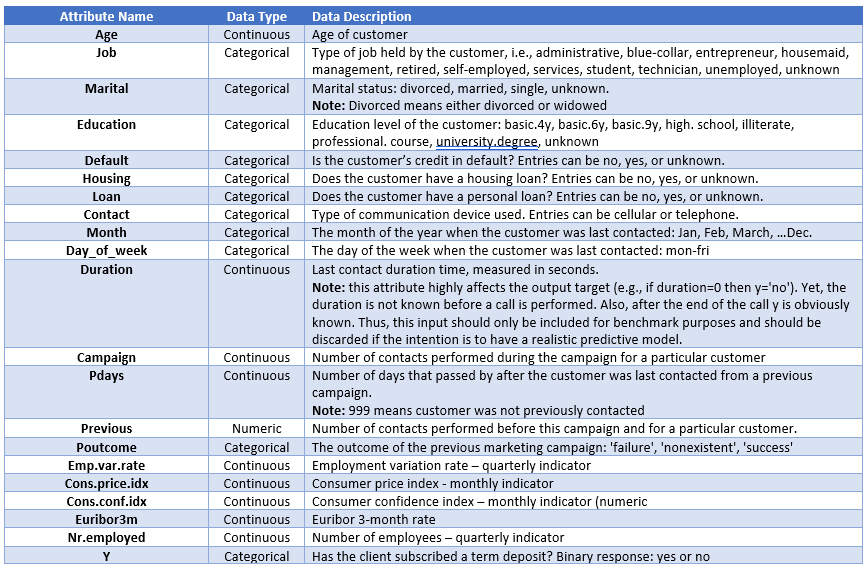 Attribute Name Data Type Data Description
Age Continuous Age of customer
Job Categorical Type of job held by the customer, i.e., administrative, blue-collar, entrepreneur, housemaid,
management, retired, self-employed, services, student, technician, unemployed, unknown
Marital Categorical Marital status: divorced, married, single, unknown.
Note: Divorced means either divorced or widowed
Education Categorical Education level of the customer: basic.4y, basic.6y, basic.9y, high. school, illiterate,
professional. course, university.degree, unknown
Default Categorical Is the customer's credit in default? Entries can be no, yes, or unknown.
Housing Categorical Does the customer have a housing loan? Entries can be no, yes, or unknown.
Loan Categorical Does the customer have a personal loan? Entries can be no, yes, or unknown.
Contact Categorical Type of communication device used. Entries can be cellular or telephone.
Month Categorical The month of the year when the customer was last contacted: Jan, Feb, March, …Dec.
Day_of_week Categorical The day of the week when the customer was last contacted: mon-fri
Duration Continuous Last contact duration time, measured in seconds.
Note: this attribute highly affects the output target (e.g., if duration=0 then y='no'). Yet, the
duration is not known before a call is performed. Also, after the end of the call y is obviously
known. Thus, this input should only be included for benchmark purposes and should be
discarded if the intention is to have a realistic predictive model.
Campaign Continuous Number of contacts performed during the campaign for a particular customer
Pdays Continuous Number of days that passed by after the customer was last contacted from a previous
campaign.
Note: 999 means customer was not previously contacted
Previous Numeric Number of contacts performed before this campaign and for a particular customer.
Poutcome Categorical The outcome of the previous marketing campaign: 'failure', 'nonexistent', 'success'
Emp.var.rate Continuous Employment variation rate – quarterly indicator
Cons.price.idx Continuous Consumer price index - monthly indicator
Cons.conf.idx Continuous Consumer confidence index – monthly indicator (numeric
Euribor3m Continuous Euribor 3-month rate
Nr.employed Continuous Number of employees – quarterly indicator
Y Categorical Has the client subscribed a term deposit? Binary response: yes or no